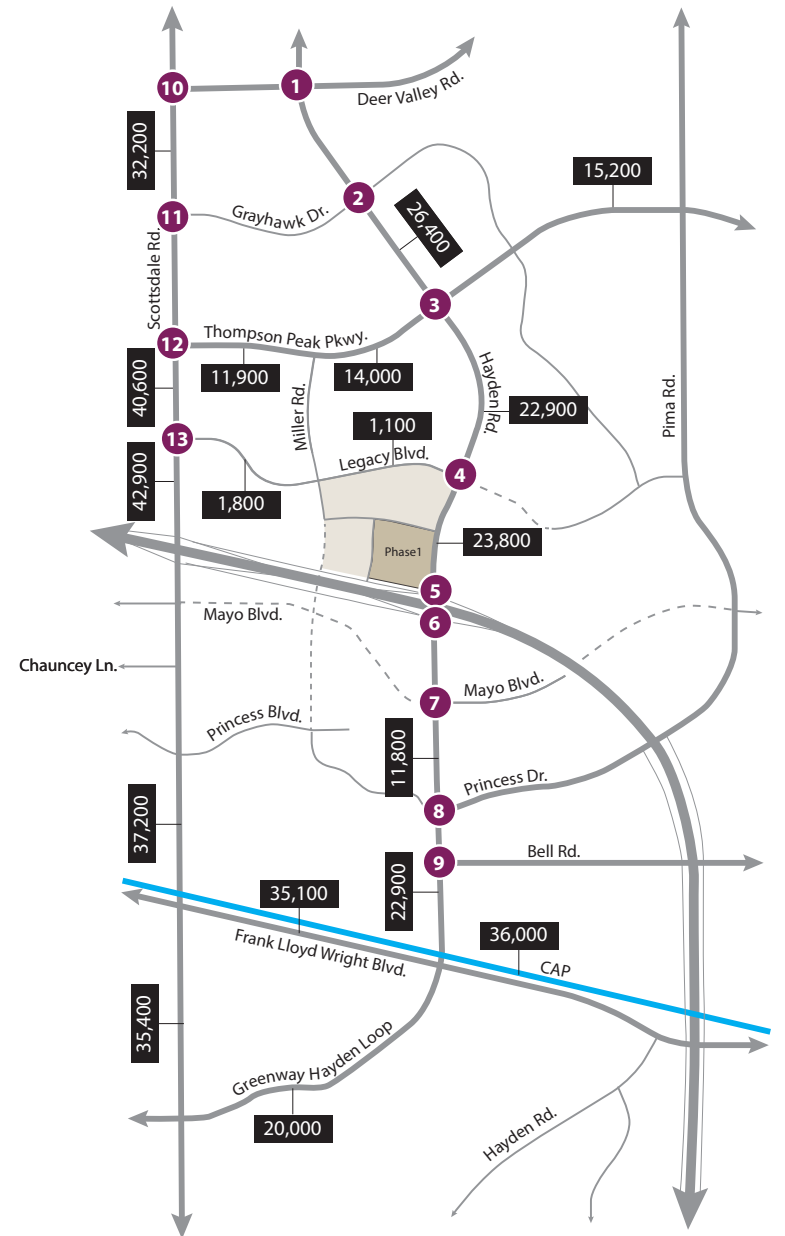 10
1
Deer Valley Rd.
32,200
15,200
2
11
Grayhawk Dr.
26,400
Scottsdale Rd.
3
12
Thompson Peak Pkwy.
11,900
14,000
40,600
Miller Rd.
Hayden Rd.
22,900
Pima Rd.
1,100
13
Legacy Blvd.
4
42,900
1,800
23,800
Phase1
5
6
Mayo Blvd.
Chauncey Ln.
7
Mayo Blvd.
Princess Blvd.
11,800
Princess Dr.
8
37,200
9
Bell Rd.
22,900
35,100
36,000
Frank Lloyd Wright Blvd.
CAP
35,400
Greenway Hayden Loop
20,000
Hayden Rd.